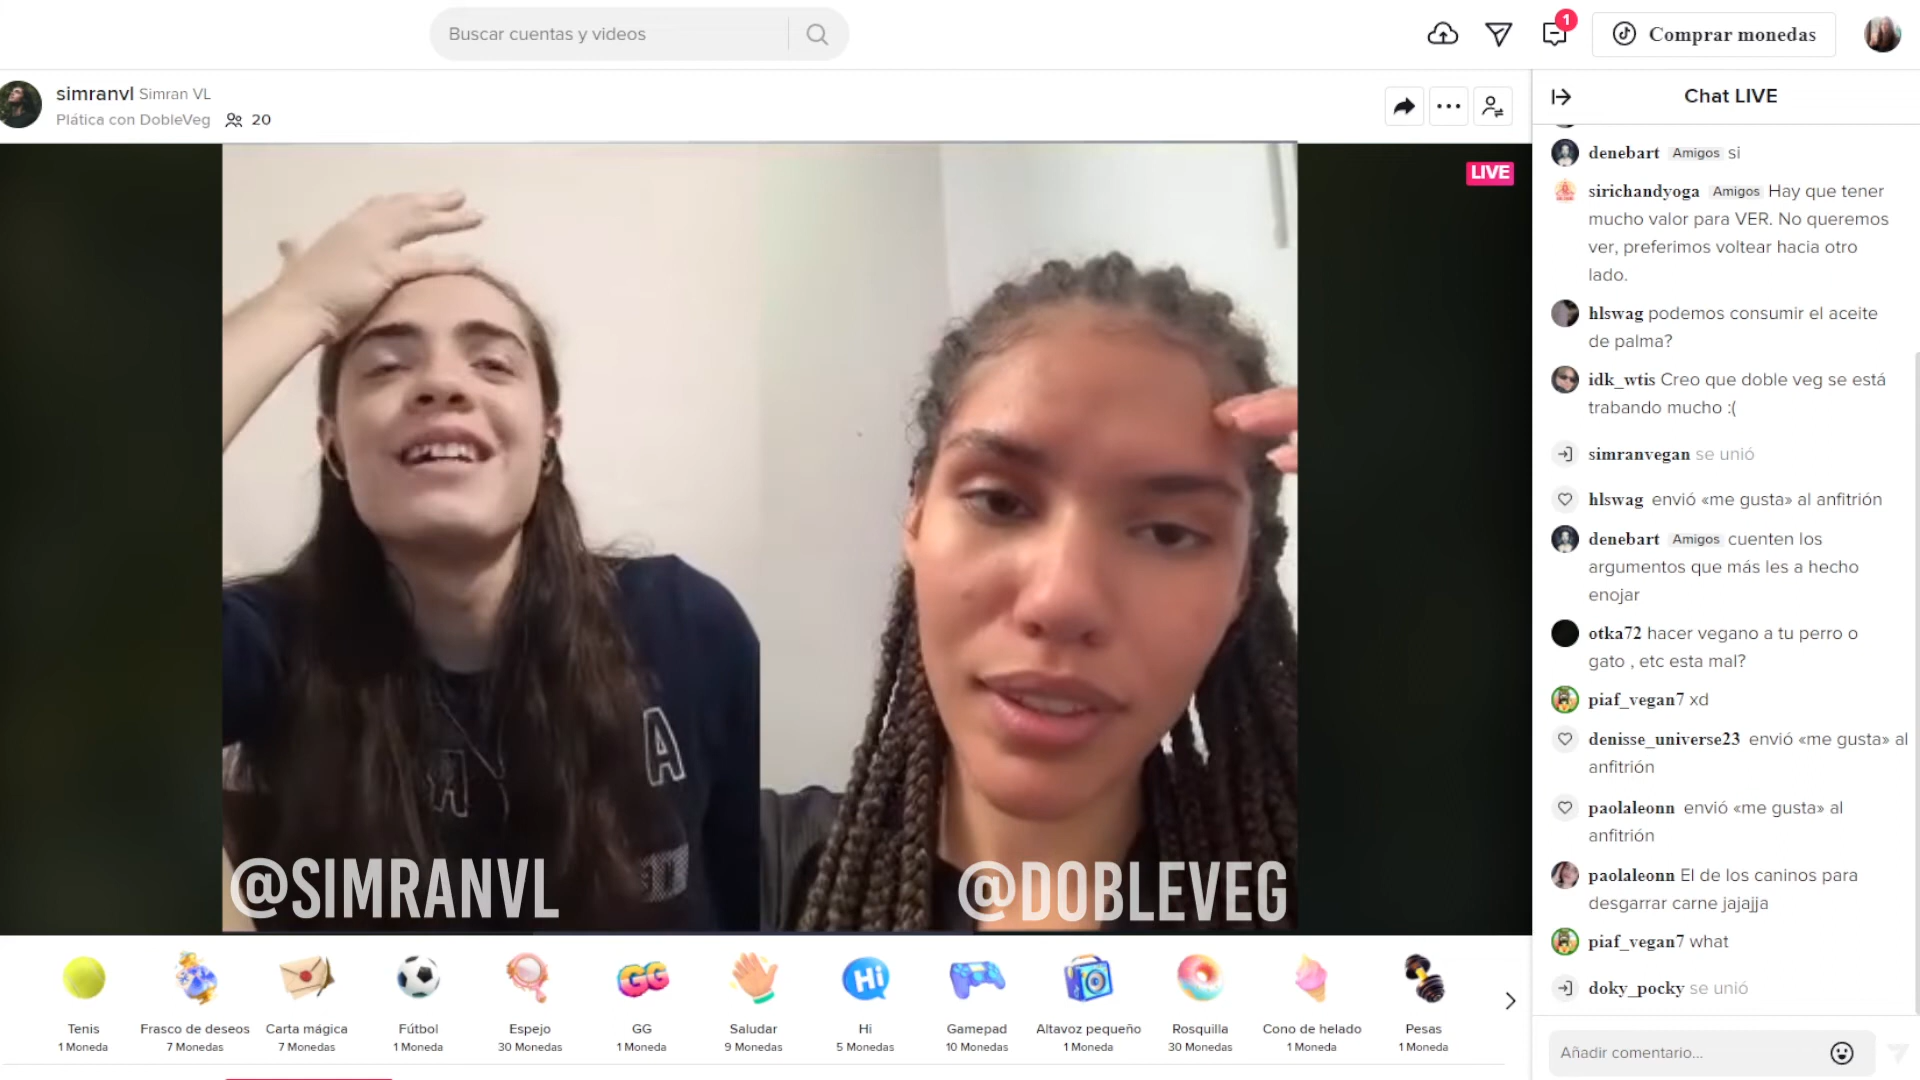 Buscar cuentas y videos
1
Comprar monedas
simranvl Simran VL
Plática con DobleVeg 20
LIVE
A
A
@SIMRANVL
@DOBLEVEG
Chat LIVE
denebart Amigos si
sirichandyoga Amigos Hay que tener
mucho valor para VER. No queremos
ver, preferimos voltear hacia otro
lado.
hlswag podemos consumir el aceite
de palma?
idk_wtis Creo que doble veg se está
trabando mucho :(
simranvegan se unió
hlswag envió «me gusta» al anfitrión
denebart Amigos cuenten los
argumentos que más les a hecho
enojar
otka72 hacer vegano a tu perro o
gato , etc esta mal?
piaf_vegan7 xd
denisse_universe23 envió «me gusta» al
anfitrión
paolaleonn envió «me gusta» al
anfitrión
paolaleonn El de los caninos para
desgarrar carne jajajja
piaf_vegan7 what
doky_pocky se unió
Añadir comentario...
GG
Hi
Tenis
1 Moneda
Frasco de deseos
7 Monedas
Carta mágica
7 Monedas
Fútbol
1 Moneda
Espejo
30 Monedas
GG
1 Moneda
Saludar
9 Monedas
Hi
5 Monedas
Gamepad
10 Monedas
Altavoz pequeño
1 Moneda
Rosquilla
30 Monedas
Cono de helado
1 Moneda
Pesas
1 Moneda